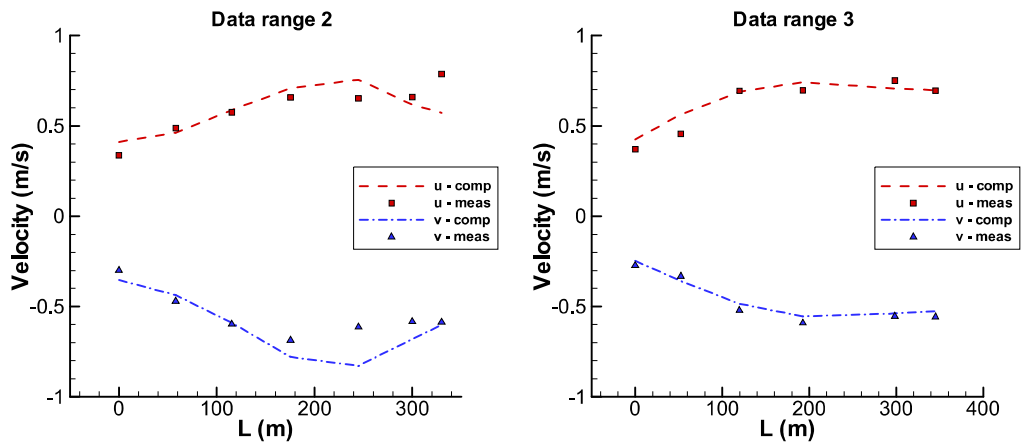 Data range 2
Velocity (m/s)
1
0.5
0
-0.5
-1
u - comp
u - meas
v - comp
v - meas
0 100 200 300
L (m)
Data range 3
Velocity (m/s)
1
0.5
0
-0.5
-1
u - comp
u - meas
v - comp
v - meas
0 100 200 300 400
L (m)